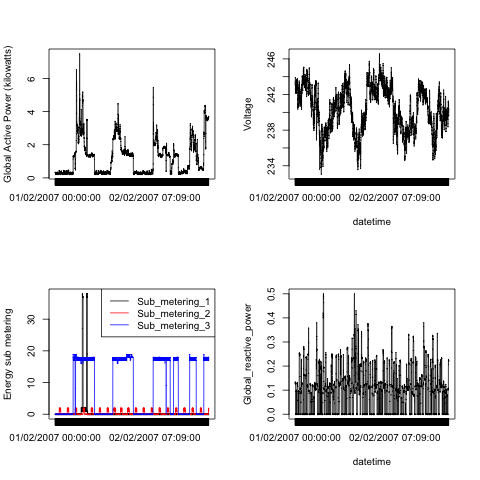 Global Active Power (kilowatts)
6
4
2
0
01/02/2007 00:00:00 02/02/2007 07:09:00
Voltage
246
242
238
234
01/02/2007 00:00:00 02/02/2007 07:09:00
datetime
Energy sub metering
30
20
10
0
Sub_metering_1
Sub_metering_2
Sub_metering_3
01/02/2007 00:00:00 02/02/2007 07:09:00
Global_reactive_power
0.5
0.4
0.3
0.2
0.1
0.0
01/02/2007 00:00:00 02/02/2007 07:09:00
datetime